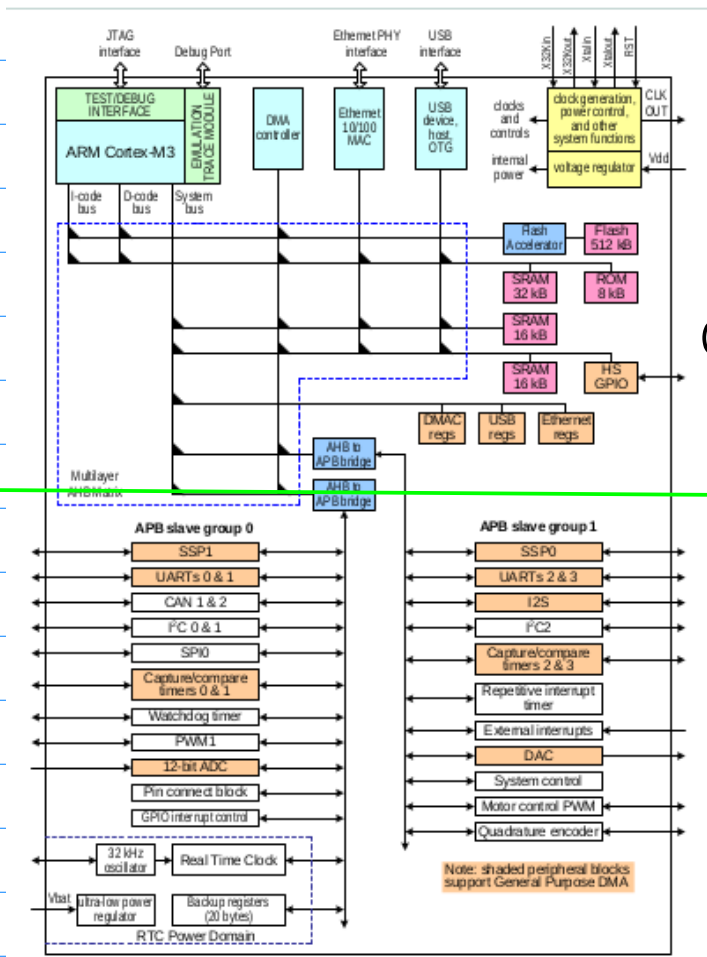 JTAG
interface
Debug Port
Ethernet PHY
interface
USB
interface
X32Kin
X32Kout
Xtalin
Xtalout
RST
TEST/DEBUG
INTERFACE
ARM Cortex-M3
EMULATION
TRACE MODULE
DMA
controller
Ethernet
10/100
MAC
USB
device,
host,
OTG
clocks
and
controls
internal
power
clock generation,
power control,
and other
system functions
voltage regulator
CLK
OUT
Vdd
I-code
bus
D-code
bus
System
bus
Flash
Accelerator
Flash
512 kB
SRAM
32 kB
ROM
8 kB
SRAM
16 kB
SRAM
16 kB
HS
GPIO
DMAC
regs
USB
regs
Ethernet
regs
AHB to
APB bridge
Multilayer
AHB Matrix
AHB to
APB bridge
APB slave group 0
SSP1
UARTs 0 & 1
CAN 1 & 2
I²C 0 & 1
SPI0
Capture/compare
timers 0 & 1
Watchdog timer
PWM1
12-bit ADC
Pin connect block
GPIO interrupt control
32 kHz
oscillator
Real Time Clock
Vbat
ultra-low power
regulator
Backup registers
(20 bytes)
RTC Power Domain
APB slave group 1
SSP0
UARTs 2 & 3
I2S
I²C2
Capture/compare
timers 2 & 3
Repetitive interrupt
timer
External interrupts
DAC
System control
Motor control PWM
Quadrature encoder
Note: shaded peripheral blocks
support General Purpose DMA